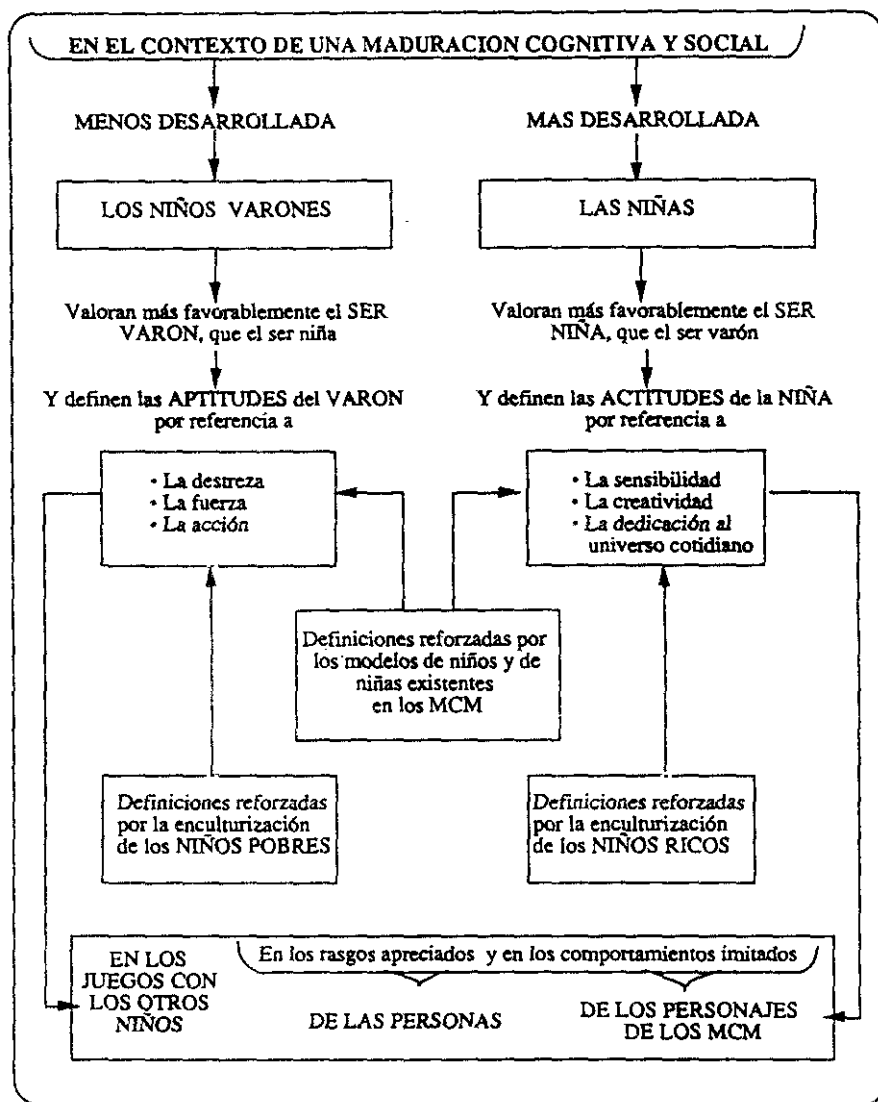 EN EL CONTEXTO DE UNA MADURACION COGNITIVA Y SOCIAL
MENOS DESARROLLADA
LOS NIÑOS VARONES
Valoran más favorablemente el SER
VARON, que el ser niña
Y definen las APTITUDES del VARON
por referencia a
• La destreza
• La fuerza
• La acción
MAS DESARROLLADA
LAS NIÑAS
Valoran más favorablemente el SER
NIÑA, que el ser varón
Y definen las ACTITUDES de la NIÑA
por referencia a
• La sensibilidad
• La creatividad
• La dedicación al
universo cotidiano
Definiciones reforzadas por
los modelos de niños y de
niñas existentes
en los MCM
Definiciones reforzadas
por la enculturización
de los NIÑOS POBRES
Definiciones reforzadas
por la enculturización
de los NIÑOS RICOS
EN LOS
JUEGOS CON
LOS OTROS
NIÑOS
En los rasgos apreciados y en los comportamientos imitados
DE LAS PERSONAS
DE LOS PERSONAJES
DE LOS MCM